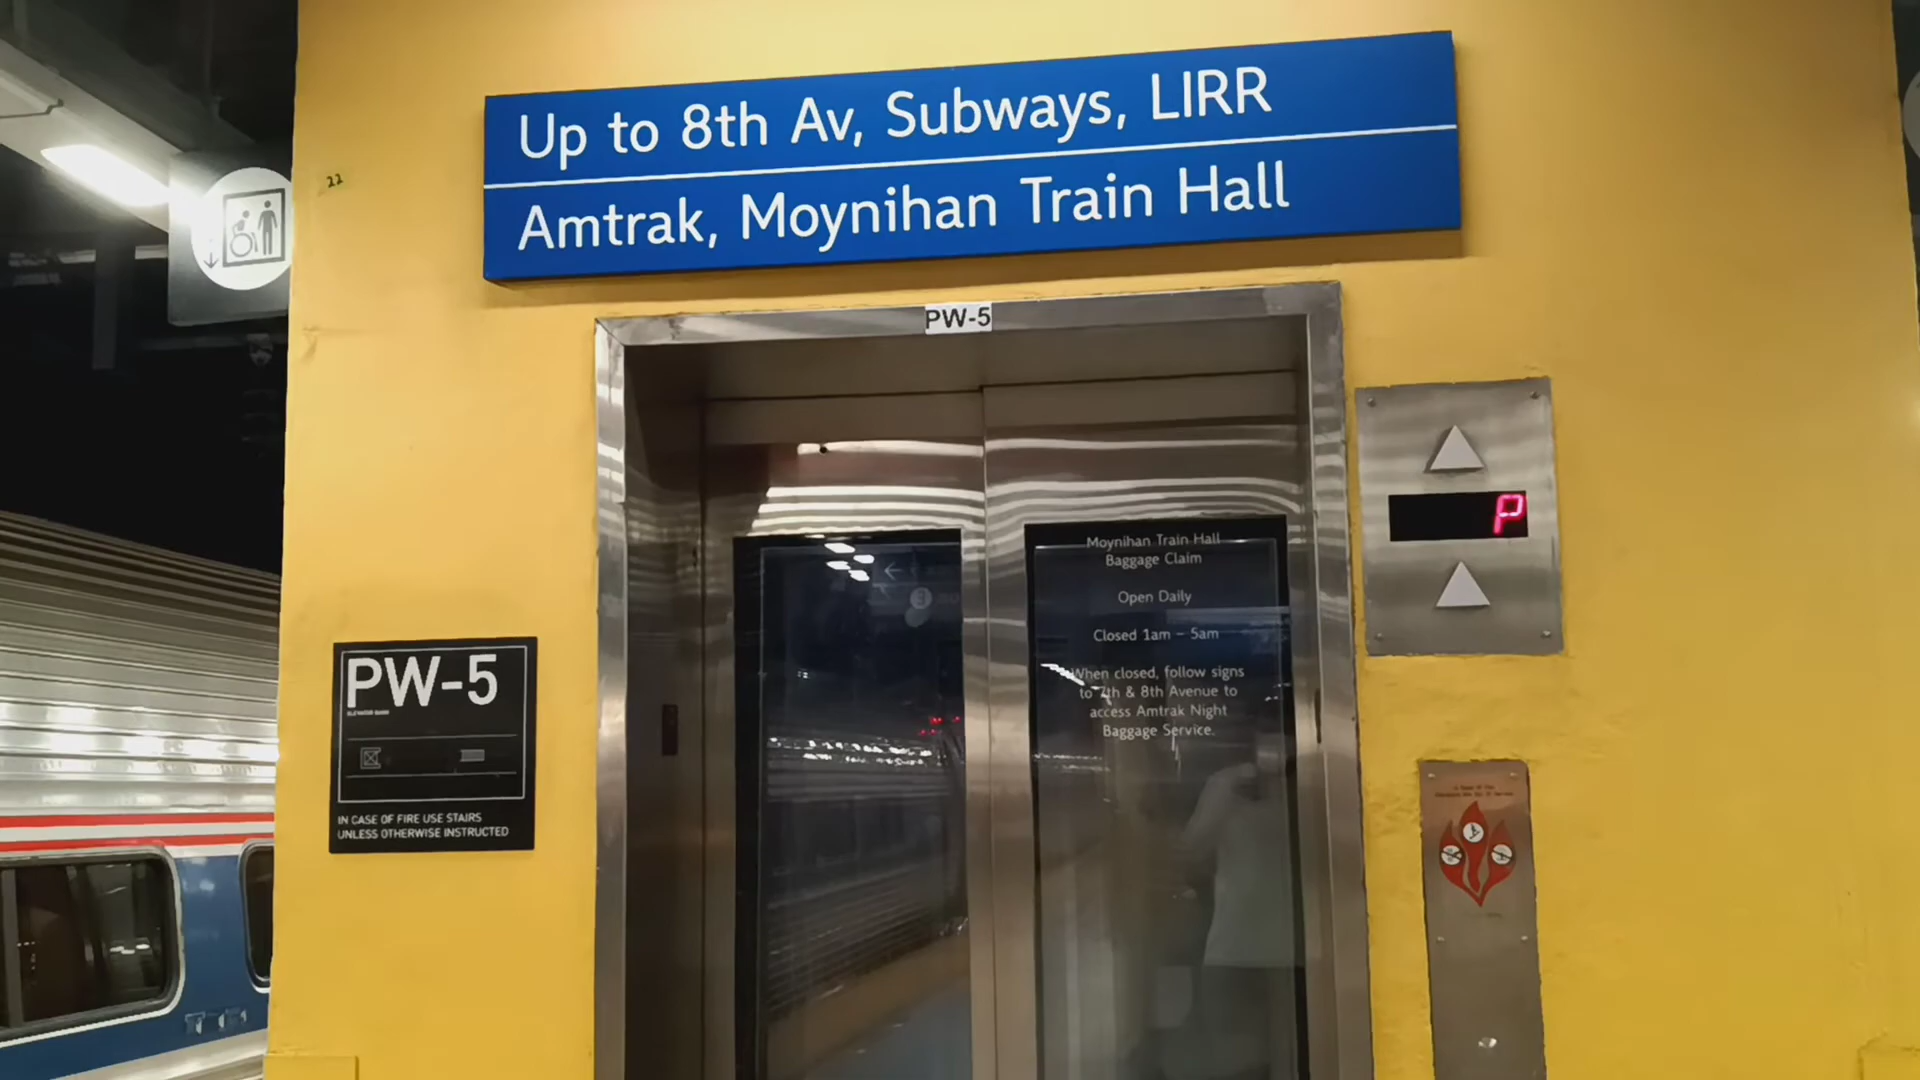 Up to 8th Av, Subways, LIRR
Amtrak, Moynihan Train Hall
22
PW-5
P
Moynihan Train Hall
Baggage Claim
Open Daily
Closed 1am – 5am
When closed, follow signs
to 7th & 8th Avenue to
access Amtrak Night
Baggage Service.
3
PW-5
IN CASE OF FIRE USE STAIRS
UNLESS OTHERWISE INSTRUCTED